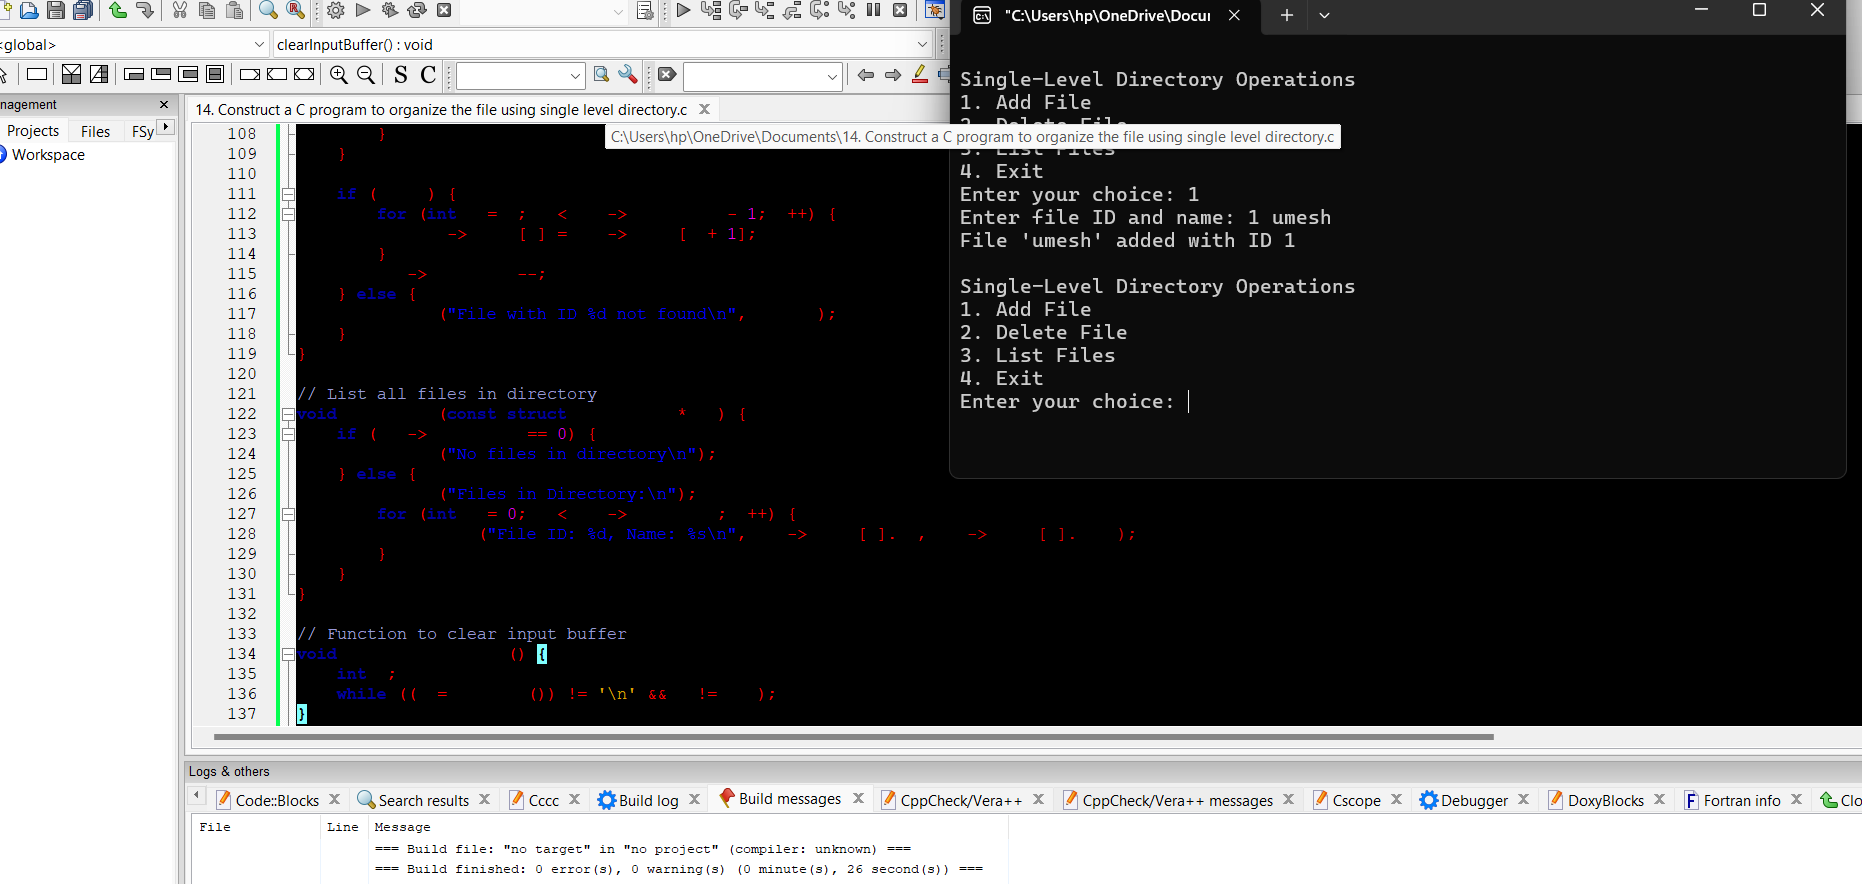 <global>
clearInputBuffer() : void
S C
nagement
Projects Files FSy
Workspace
14. Construct a C program to organize the file using single level directory.c
C:\Users\hp\OneDrive\Documents\14. Construct a C program to organize the file using single level directory.c
108 }
109 }
110
111 if ( ) {
112 for (int = ; < -> - 1; ++) {
113 -> [ ] = -> [ + 1];
114 }
115 -> --;
116 } else {
117 ("File with ID %d not found\n", );
118 }
119 }
120
121 // List all files in directory
122 void (const struct * ) {
123 if ( -> == 0) {
124 ("No files in directory\n");
125 } else {
126 ("Files in Directory:\n");
127 for (int = 0; < -> ; ++) {
128 ("File ID: %d, Name: %s\n", -> [ ]. , -> [ ]. );
129 }
130 }
131 }
132
133 // Function to clear input buffer
134 void () {
135 int ;
136 while (( = ()) != '\n' && != );
137 }
"C:\Users\hp\OneDrive\Docui
Single-Level Directory Operations
1. Add File
2. Delete File
3. List Files
4. Exit
Enter your choice: 1
Enter file ID and name: 1 umesh
File 'umesh' added with ID 1
Single-Level Directory Operations
1. Add File
2. Delete File
3. List Files
4. Exit
Enter your choice:
Logs & others
Code::Blocks Search results Cccc Build log Build messages CppCheck/Vera++ CppCheck/Vera++ messages Cscope Debugger DoxyBlocks Fortran info Clo
File Line Message
=== Build file: "no target" in "no project" (compiler: unknown) ===
=== Build finished: 0 error(s), 0 warning(s) (0 minute(s), 26 second(s)) ===